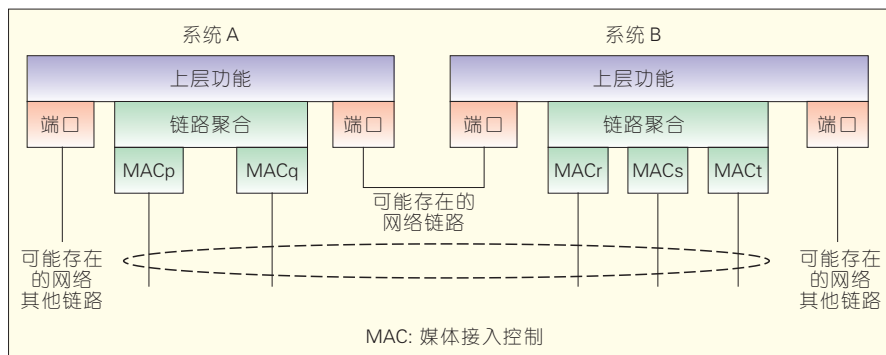 系统 A
系统 B
上层功能
上层功能
端口
链路聚合
端口
端口
链路聚合
端口
MACp
MACq
MACr
MACs
MACt
可能存在的
网络链路
可能存在
的网络
其他链路
可能存在
的网络
其他链路
MAC: 媒体接入控制